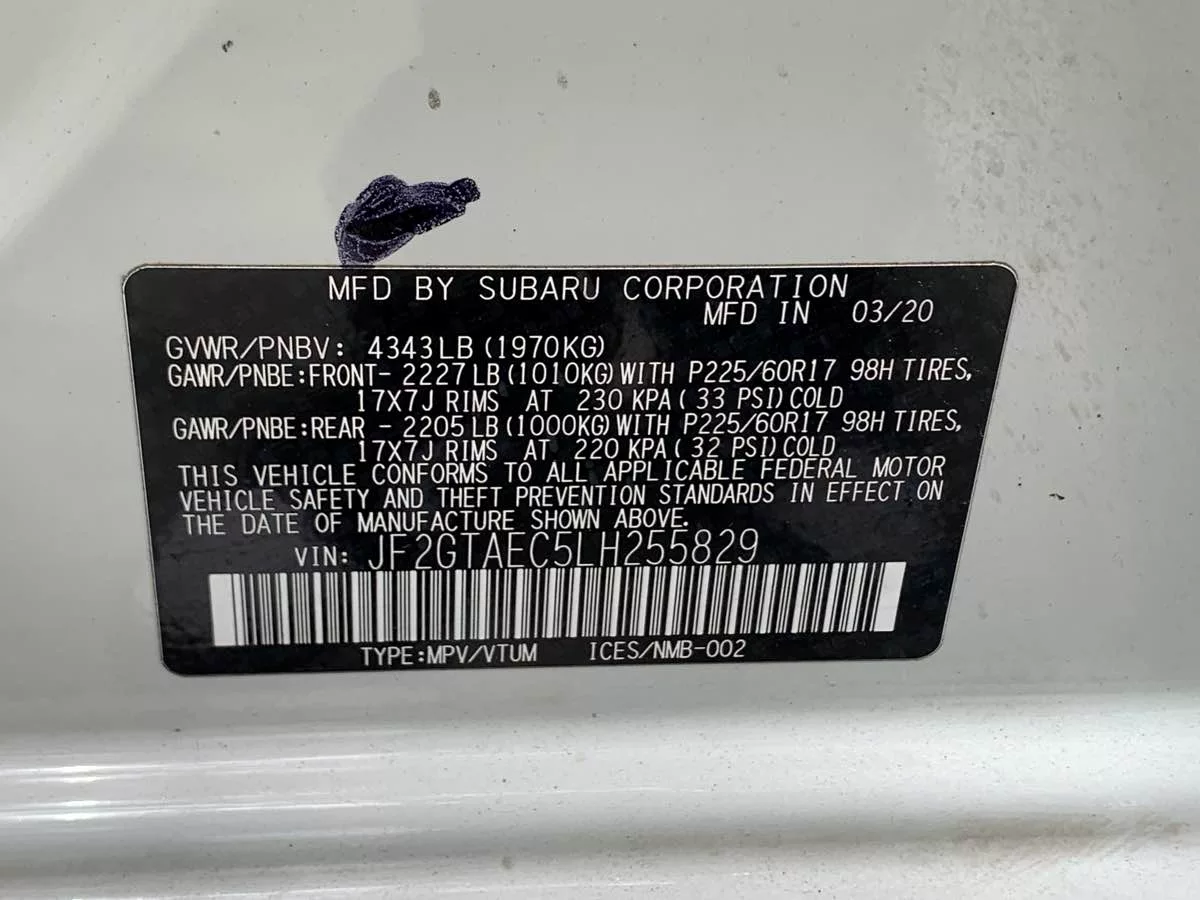 MFD BY SUBARU CORPORATION
MFD IN 03/20
GVWR/PNBV: 4343LB (1970KG)
GAWR/PNBE:FRONT- 2227LB (1010KG) WITH P225/60R17 98H TIRES,
17X7J RIMS AT 230 KPA( 33 PSI) COLD
GAWR/PNBE:REAR - 2205LB (1000KG) WITH P225/60R17 98H TIRES,
17X7J RIMS AT 220 KPA( 32 PSI) COLD
THIS VEHICLE CONFORMS TO ALL APPLICABLE FEDERAL MOTOR
VEHICLE SAFETY AND THEFT PREVENTION STANDARDS IN EFFECT ON
THE DATE OF MANUFACTURE SHOWN ABOVE.
VIN: JF2GTAEC5LH255829
TYPE:MPV/VTUM ICES/NMB-002